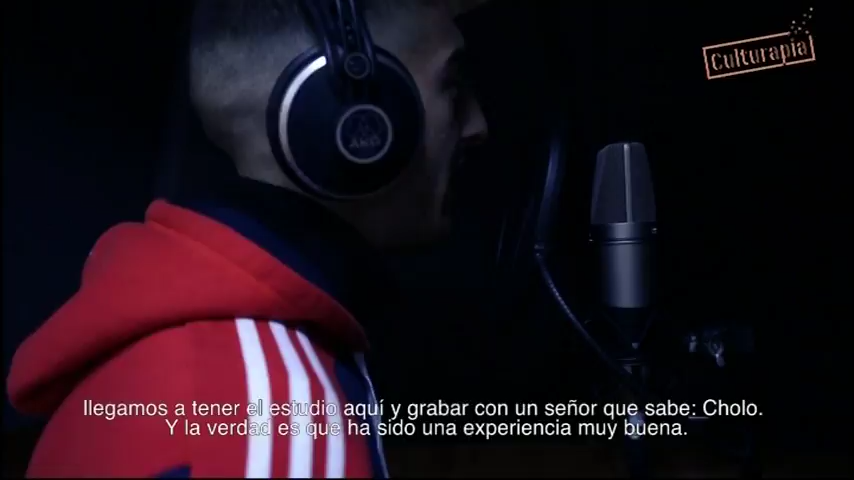 Culturapia
AKG
llegamos a tener el estudio aquí y grabar con un señor que sabe: Cholo.
Y la verdad es que ha sido una experiencia muy buena.